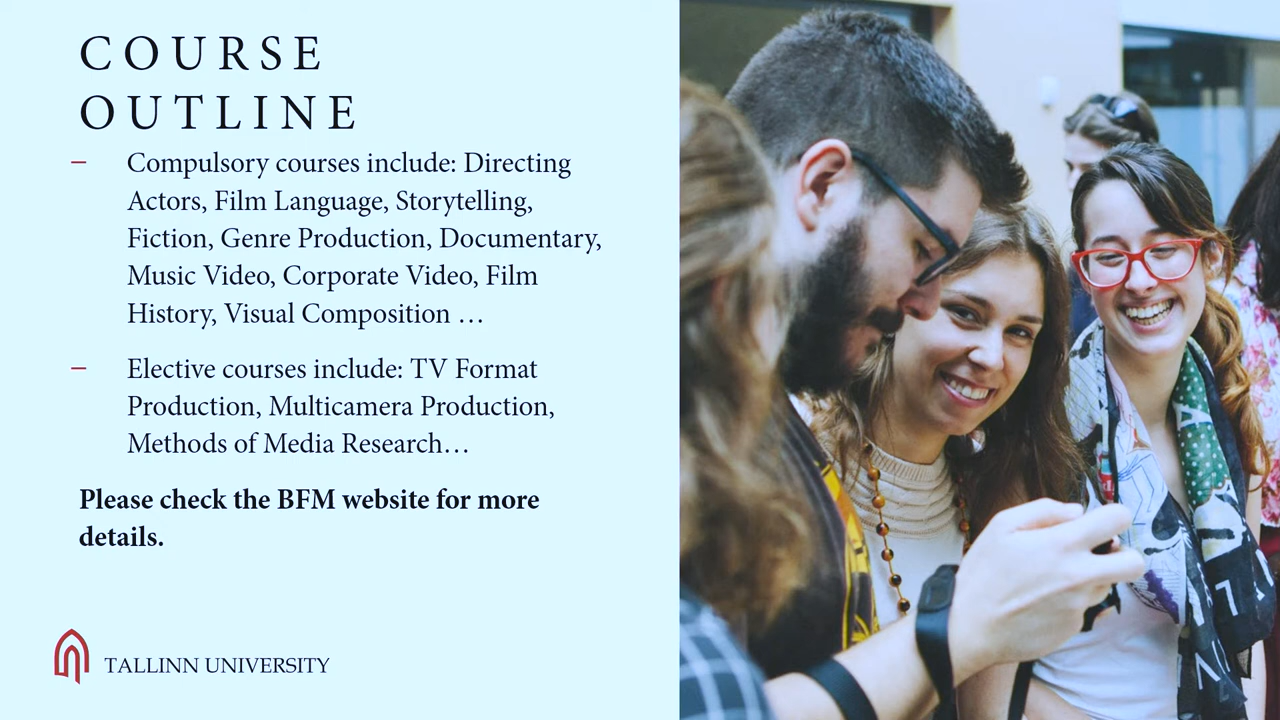 COURSE
OUTLINE
– Compulsory courses include: Directing
Actors, Film Language, Storytelling,
Fiction, Genre Production, Documentary,
Music Video, Corporate Video, Film
History, Visual Composition …
– Elective courses include: TV Format
Production, Multicamera Production,
Methods of Media Research…
Please check the BFM website for more
details.
TALLINN UNIVERSITY